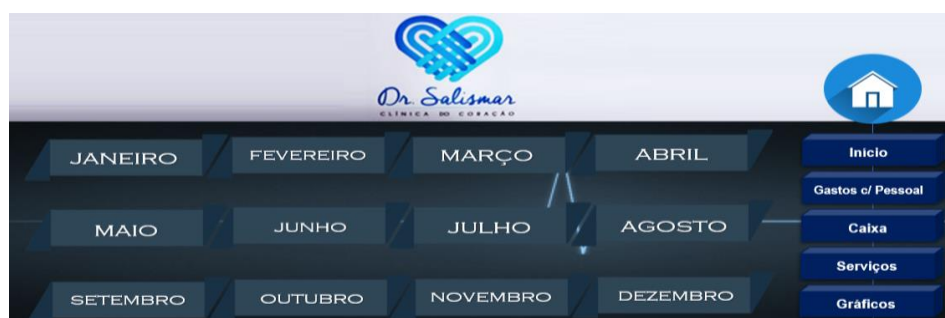 Dr. Salismar
CLÍNICA DO CORAÇÃO
JANEIRO
FEVEREIRO
MARÇO
ABRIL
MAIO
JUNHO
JULHO
AGOSTO
SETEMBRO
OUTUBRO
NOVEMBRO
DEZEMBRO
Início
Gastos c/ Pessoal
Caixa
Serviços
Gráficos